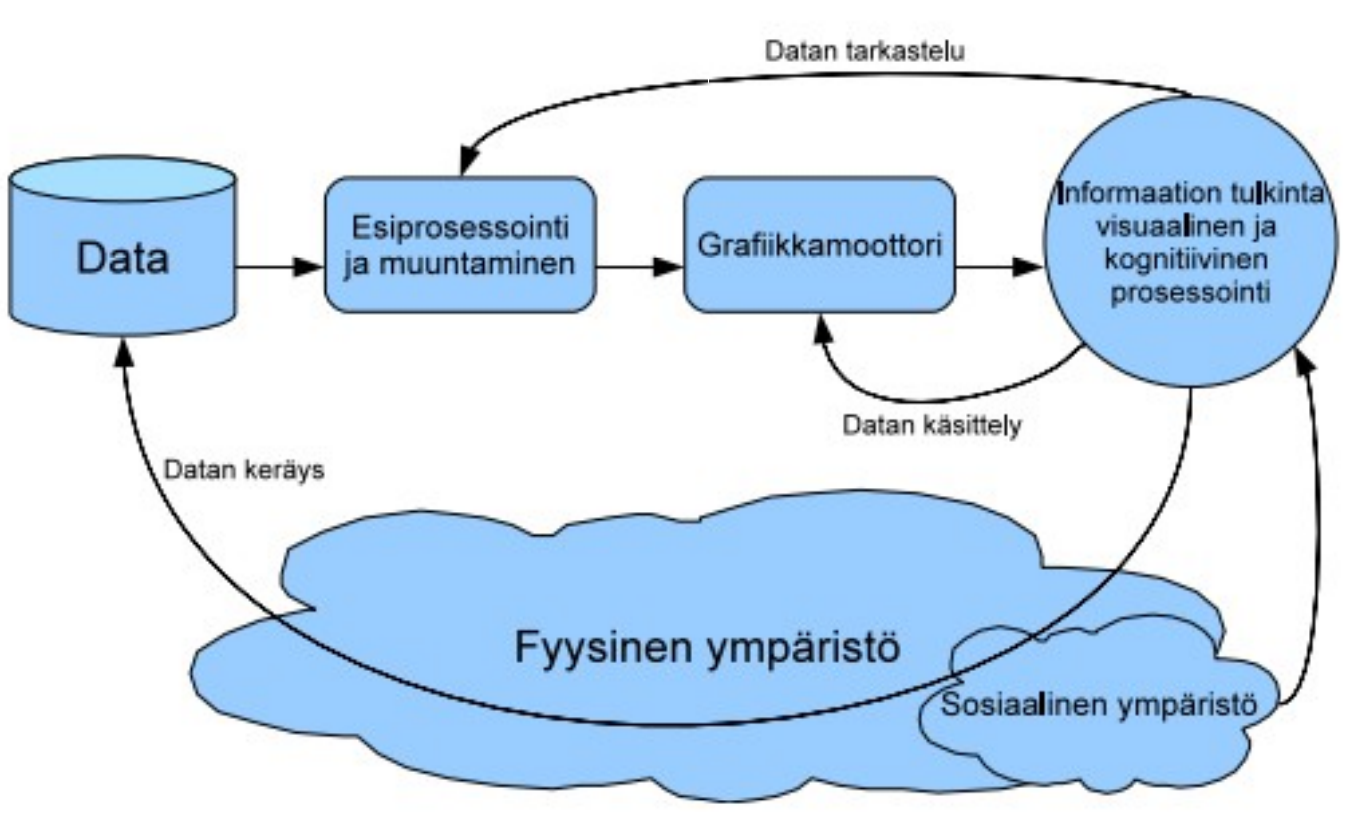 Datan tarkastelu
Data
Esiprosessointi
ja muuntaminen
Grafiikkamoottori
Informaation tulkinta
visuaalinen ja
kognitiivinen
prosessointi
Datan käsittely
Datan keräys
Fyysinen ympäristö
Sosiaalinen ympäristö